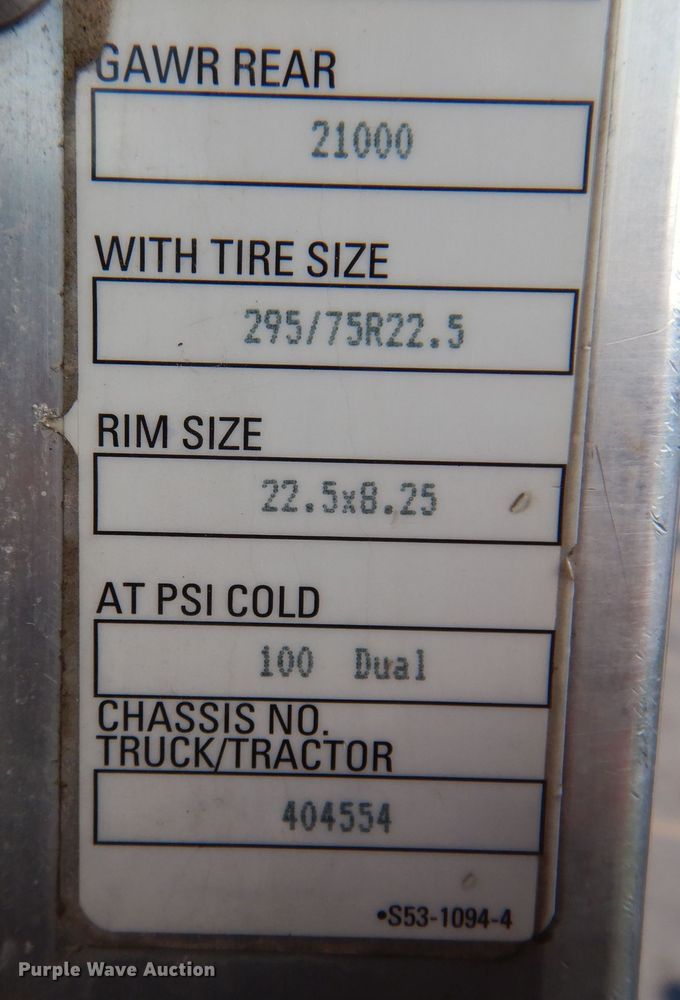 GAWR REAR
21000
WITH TIRE SIZE
295/75R22.5
RIM SIZE
22.5x8.25
AT PSI COLD
100 Dual
CHASSIS NO.
TRUCK/TRACTOR
404554
•S53-1094-4
Purple Wave Auction